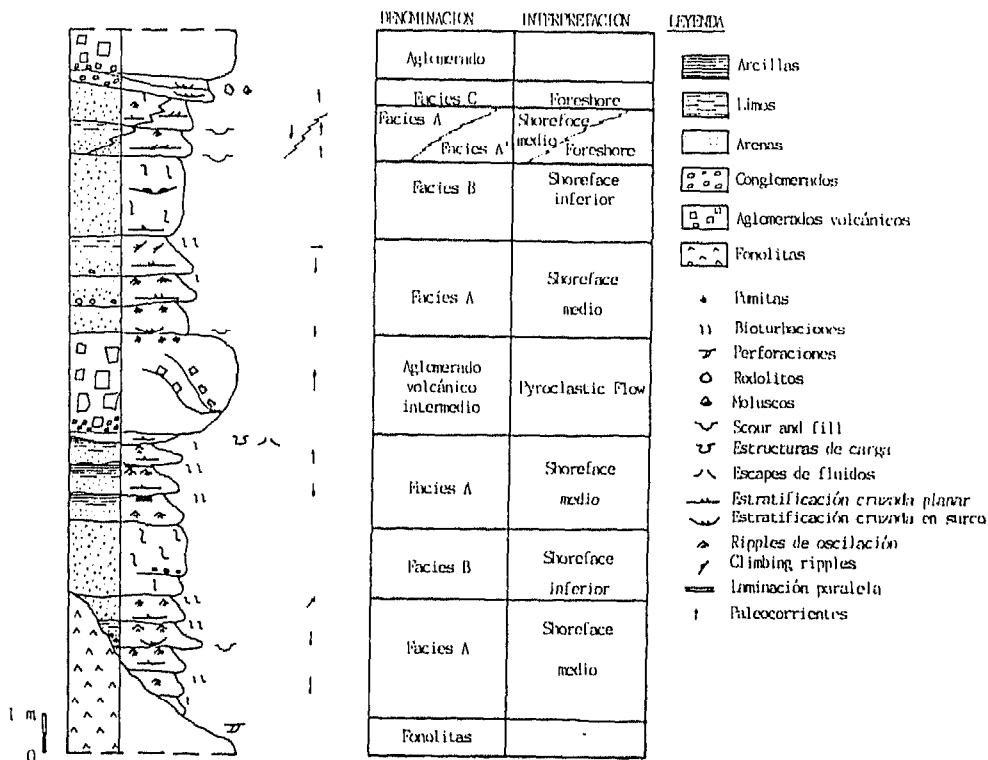 DENOMINACION
INTERPRETACION
LEYENDA
Aglomerado
Facies C
Foreshore
Facies A
Facies A'
Shoreface
medio
Foreshore
Facies B
Shoreface
inferior
Facies A
Shoreface
medio
Aglomerado
volcánico
intermedio
Pyroclastic Flow
Facies A
Shoreface
medio
Facies B
Shoreface
inferior
Facies A
Shoreface
medio
Fonolitas
1 m
0
Arcillas
Limos
Arenas
Conglomerados
Aglomerados volcánicos
Fonolitas
Pumitas
Bioturbaciones
Perforaciones
Rodolitos
Moluscos
Scour and fill
Estructuras de carga
Escapes de fluidos
Estratificación cruzada planar
Estratificación cruzada en surco
Ripples de oscilación
Climbing ripples
Laminación paralela
Paleocorrientes